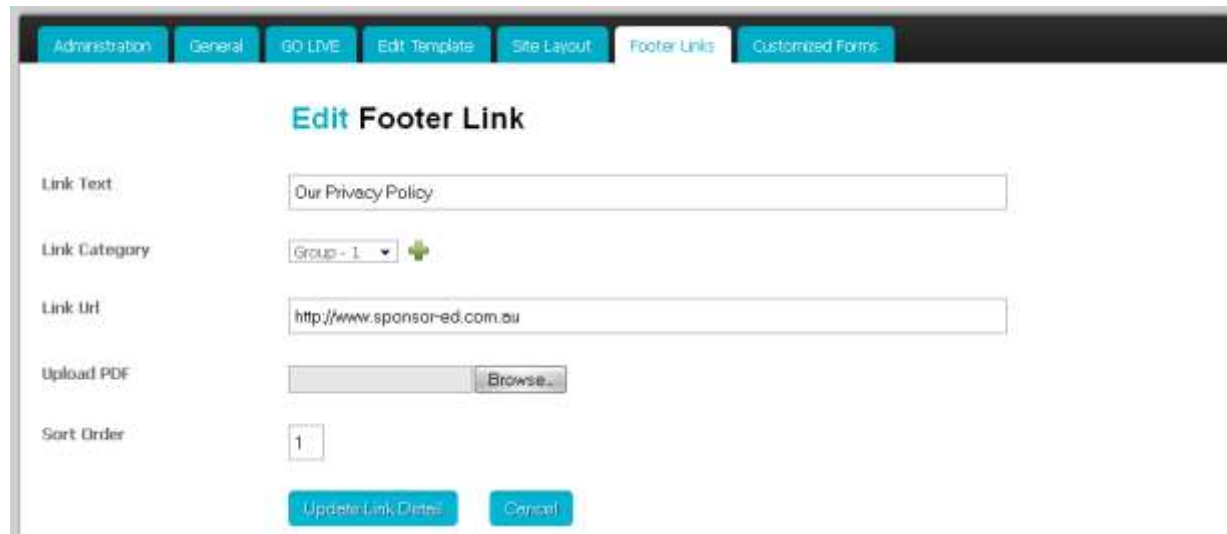 Administration General GO LIVE Edit Template Site Layout Footer Links Customized Forms
Edit Footer Link
Link Text Our Privacy Policy
Link Category Group - 1
Link Url http://www.sponsor-ed.com.au
Upload PDF Browse..
Sort Order 1
Update Link Detail Cancel